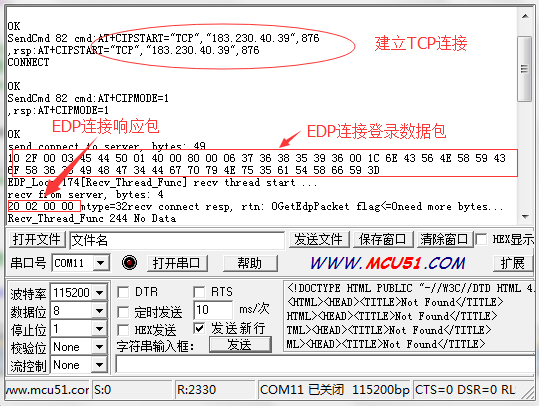 OK
SendCmd 82 cmd:AT+CIPSTART="TCP","183.230.40.39",876
,rsp:AT+CIPSTART="TCP","183.230.40.39",876
CONNECT
建立TCP连接
OK
SendCmd 82 cmd:AT+CIPMODE=1
,rsp:AT+CIPMODE=1
EDP连接响应包
EDP连接登录数据包
OK
send connect to server, bytes: 49
10 2F 00 03 45 44 50 01 40 00 80 00 06 37 36 38 35 39 36 00 1C 6E 43 56 4E 58 59 43
6F 58 36 73 49 48 47 34 44 67 70 79 4E 75 35 61 54 58 66 59 3D
EDP_Loop 174[Recv_Thread_Func] recv thread start ...
recv from server, bytes: 4
20 02 00 00 mtype=32recv connect resp, rtn: 0GetEdpPacket flag<=0need more bytes...
Recv_Thread_Func 244 No Data
打开文件 文件名 发送文件 保存窗口 清除窗口 HEX显示
串口号 COM11 打开串口 帮助 WWW.MCU51.COM 扩展
波特率 115200 DTR RTS
数据位 8 定时发送 10 ms/次
停止位 1 HEX发送 发送新行
校验位 None 字符串输入框: 发送
流控制 None
<!DOCTYPE HTML PUBLIC "-//W3C//DTD HTML 4.
<HTML><HEAD><TITLE>Not Found</TITLE>
HTML><HEAD><TITLE>Not Found</TITLE>
TML><HEAD><TITLE>Not Found</TITLE>
ML><HEAD><TITLE>Not Found</TITLE>
www.mcu51.cor S:0 R:2330 COM11 已关闭 115200bp CTS=0 DSR=0 RL